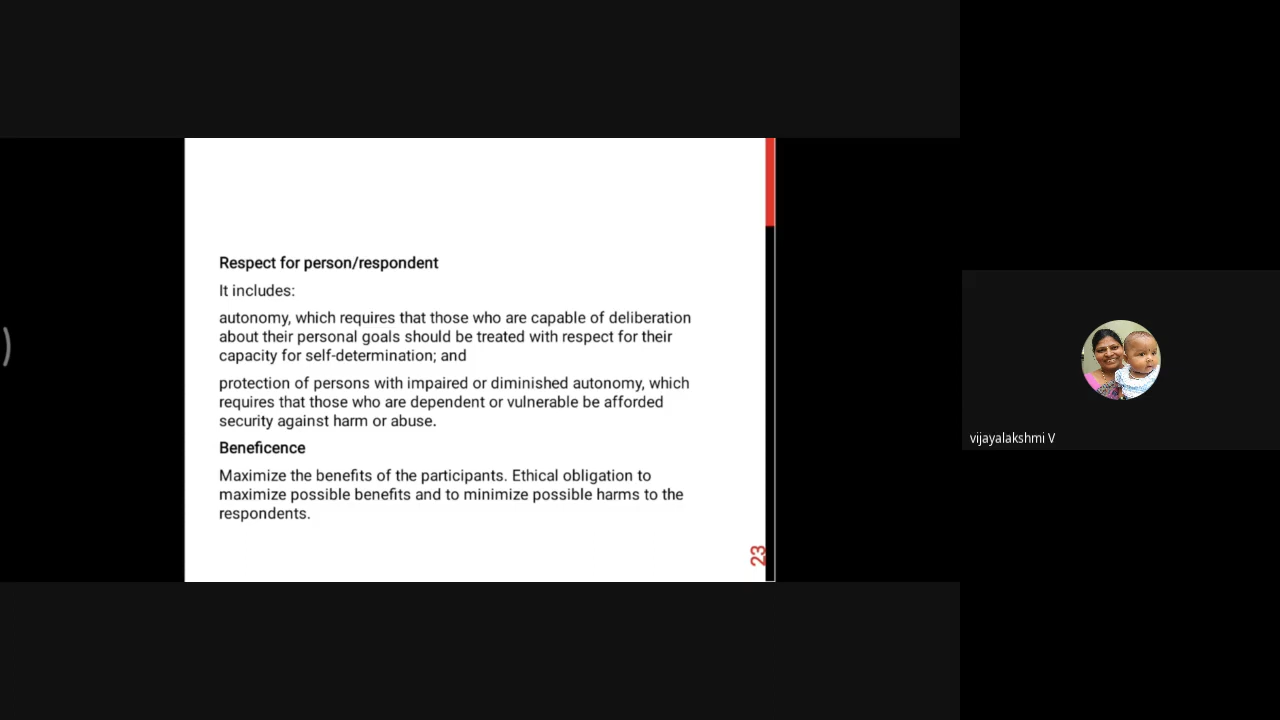 Respect for person/respondent
It includes:
autonomy, which requires that those who are capable of deliberation
about their personal goals should be treated with respect for their
capacity for self-determination; and
protection of persons with impaired or diminished autonomy, which
requires that those who are dependent or vulnerable be afforded
security against harm or abuse.
Beneficence
Maximize the benefits of the participants. Ethical obligation to
maximize possible benefits and to minimize possible harms to the
respondents.
23
vijayalakshmi V